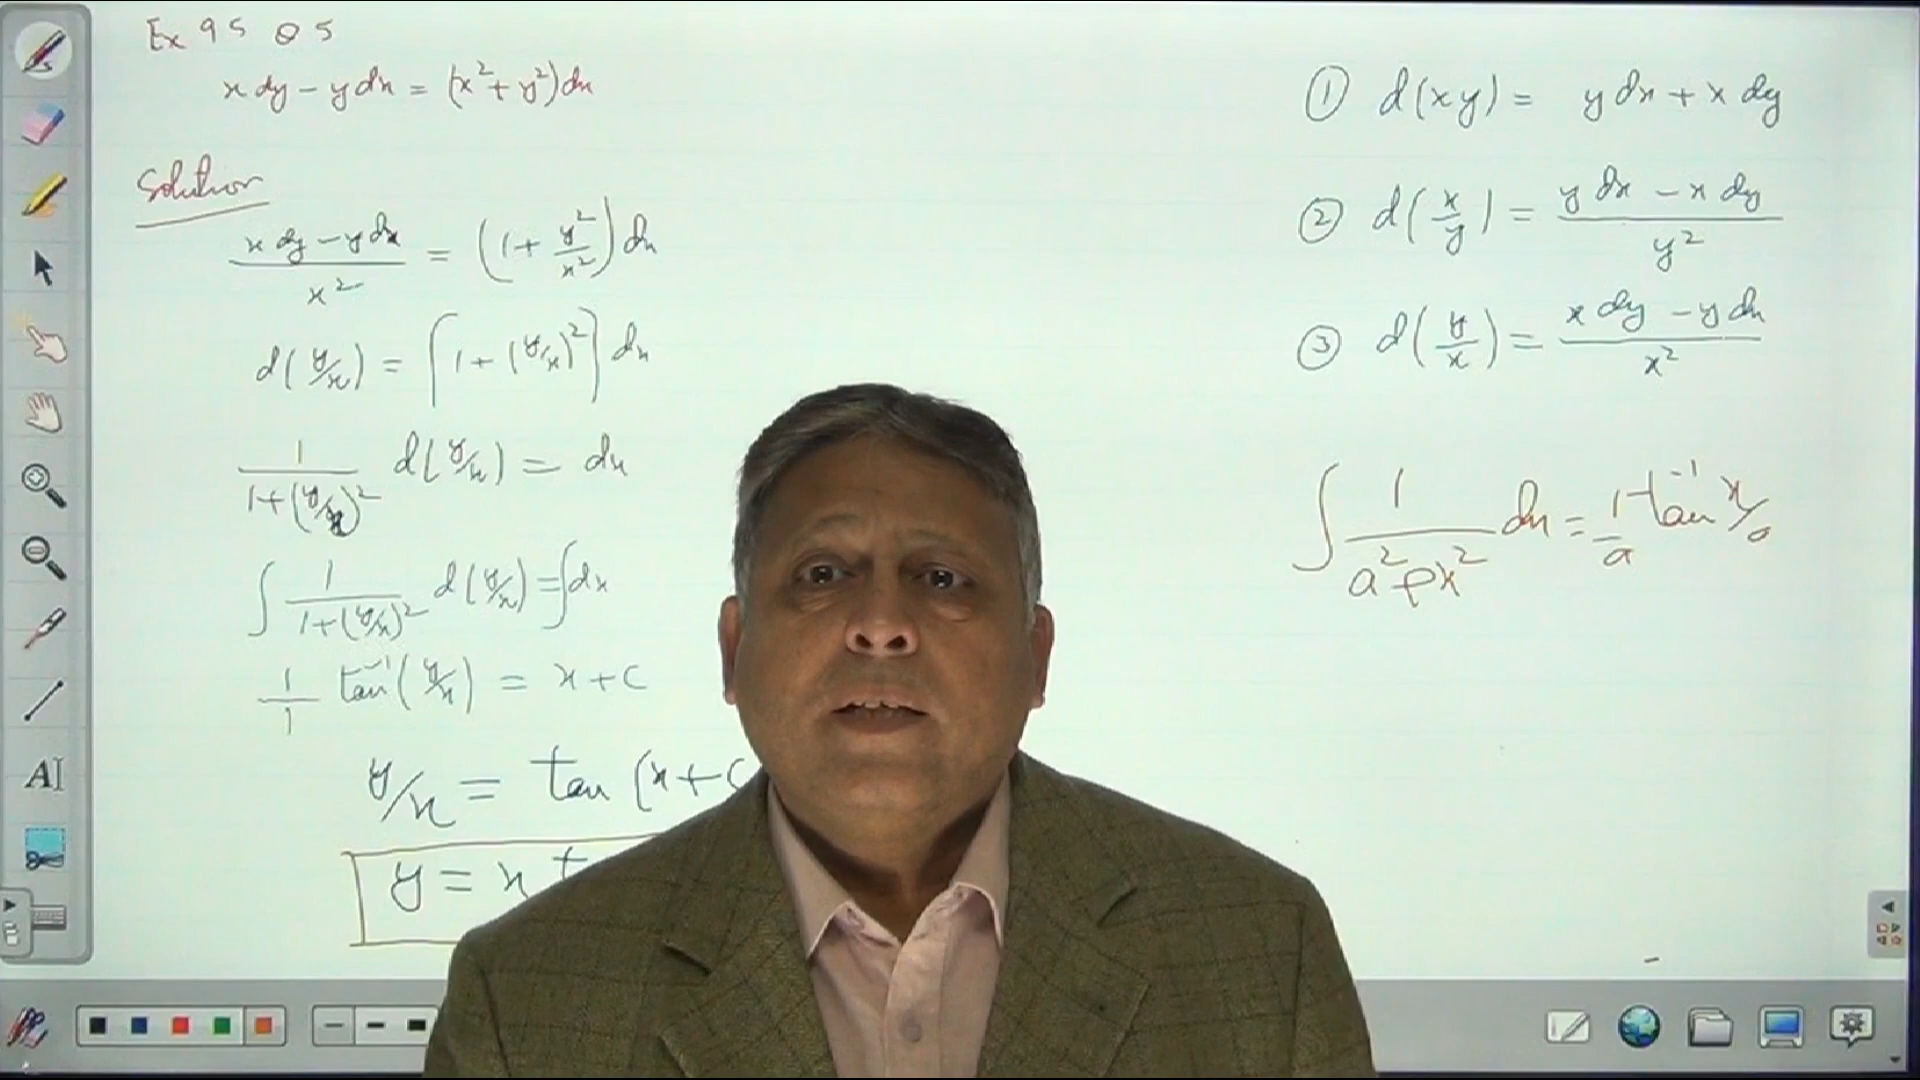 Ex 9 5 Q 5
x dy - y dx = (x² + y²) dx
Solution
(x dy - y dx) / x² = (1 + y²/x²) dx
d(y/x) = [1 + (y/x)²] dx
1 / (1 + (y/x)²) d(y/x) = dx
∫ 1 / (1 + (y/x)²) d(y/x) = ∫ dx
1/1 tan⁻¹(y/x) = x + c
y/x = tan (x + c
y = x t
① d(xy) = y dx + x dy
② d(x/y) = (y dx - x dy) / y²
③ d(y/x) = (x dy - y dx) / x²
∫ 1 / (a² + x²) dx = 1/a tan⁻¹ x/a
AI